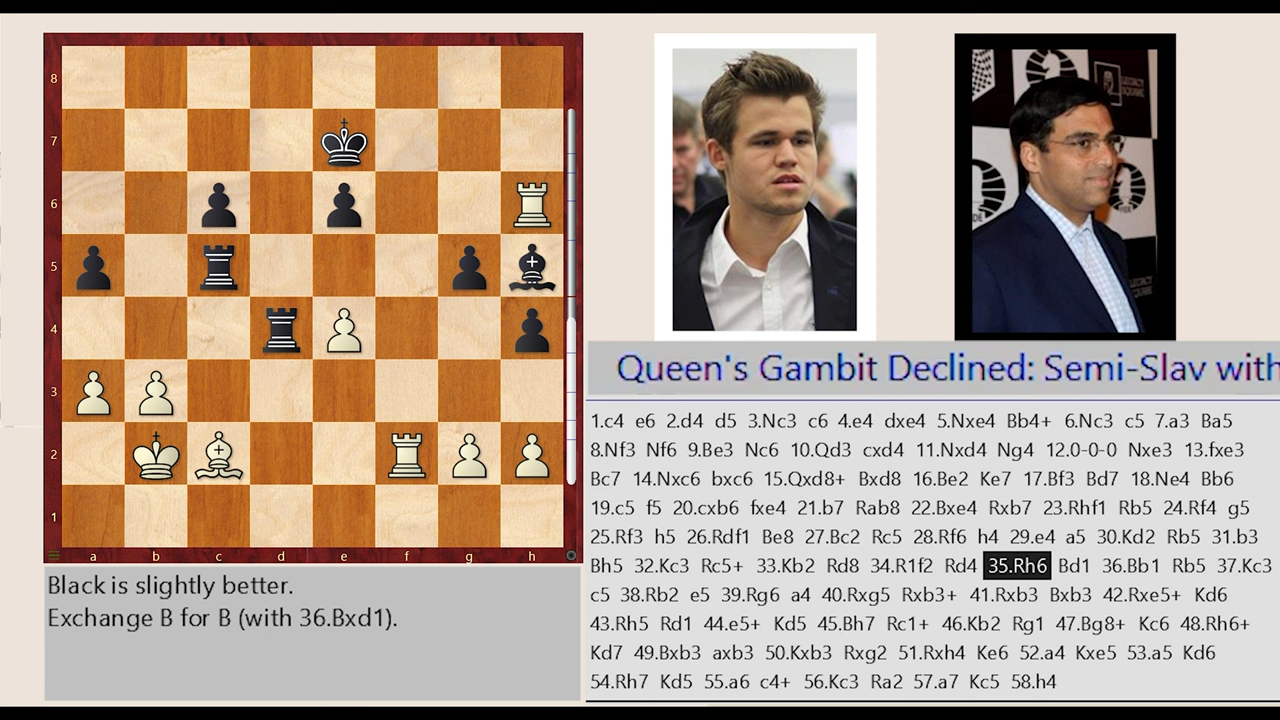 8
7
6
5
4
3
2
1
a b c d e f g h
Black is slightly better.
Exchange B for B (with 36.Bxd1).
LEGACY
SQUARE
Queen's Gambit Declined: Semi-Slav with
1.c4 e6 2.d4 d5 3.Nc3 c6 4.e4 dxe4 5.Nxe4 Bb4+ 6.Nc3 c5 7.a3 Ba5
8.Nf3 Nf6 9.Be3 Nc6 10.Qd3 cxd4 11.Nxd4 Ng4 12.0-0-0 Nxe3 13.fxe3
Bc7 14.Nxc6 bxc6 15.Qxd8+ Bxd8 16.Be2 Ke7 17.Bf3 Bd7 18.Ne4 Bb6
19.c5 f5 20.cxb6 fxe4 21.b7 Rab8 22.Bxe4 Rxb7 23.Rhf1 Rb5 24.Rf4 g5
25.Rf3 h5 26.Rdf1 Be8 27.Bc2 Rc5 28.Rf6 h4 29.e4 a5 30.Kd2 Rb5 31.b3
Bh5 32.Kc3 Rc5+ 33.Kb2 Rd8 34.R1f2 Rd4 35.Rh6 Bd1 36.Bb1 Rb5 37.Kc3
c5 38.Rb2 e5 39.Rg6 a4 40.Rxg5 Rxb3+ 41.Rxb3 Bxb3 42.Rxe5+ Kd6
43.Rh5 Rd1 44.e5+ Kd5 45.Bh7 Rc1+ 46.Kb2 Rg1 47.Bg8+ Kc6 48.Rh6+
Kd7 49.Bxb3 axb3 50.Kxb3 Rxg2 51.Rxh4 Ke6 52.a4 Kxe5 53.a5 Kd6
54.Rh7 Kd5 55.a6 c4+ 56.Kc3 Ra2 57.a7 Kc5 58.h4